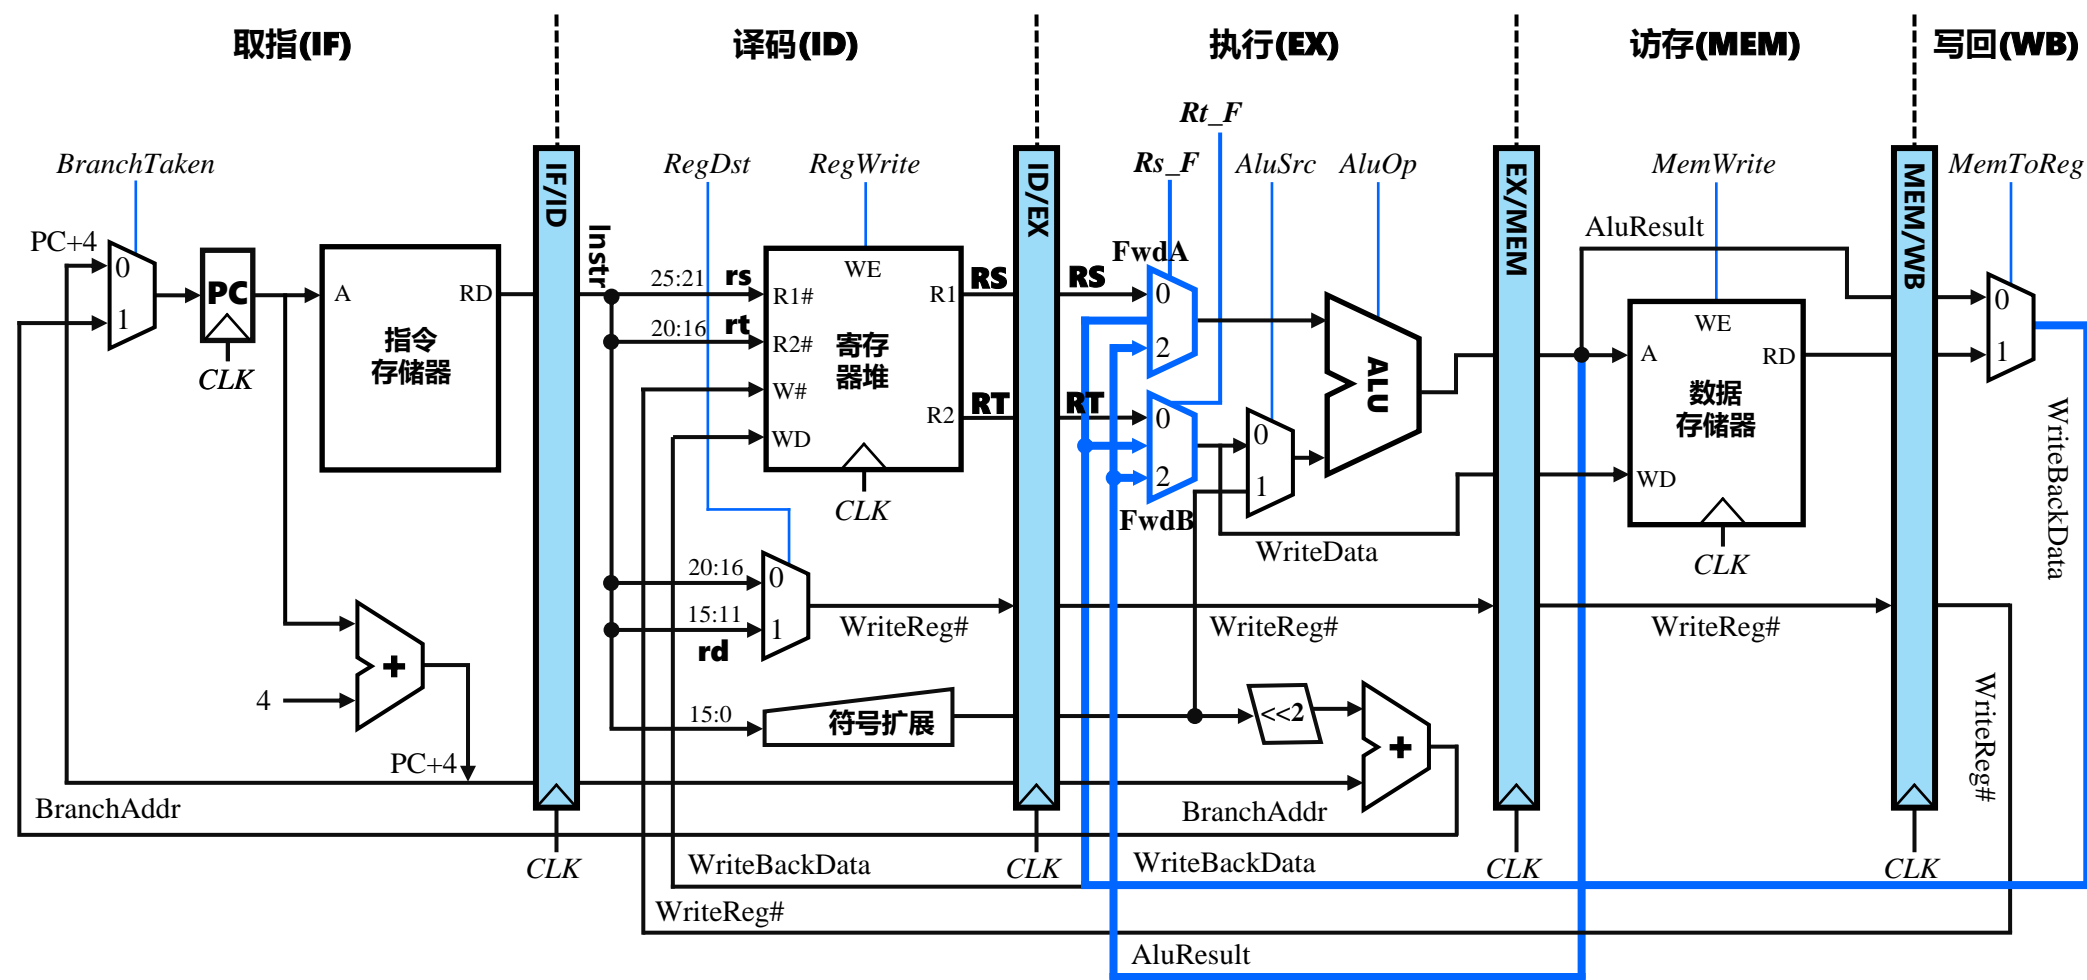 取指(IF)
译码(ID)
执行(EX)
访存(MEM)
写回(WB)
Rt_F
BranchTaken
RegDst
RegWrite
Rs_F
AluSrc
AluOp
MemWrite
MemToReg
IF/ID
ID/EX
EX/MEM
MEM/WB
PC+4
0
1
PC
CLK
A
RD
指令
存储器
4
+
PC+4
BranchAddr
CLK
Instr
25:21
rs
20:16
rt
R1#
R2#
W#
WD
WE
寄存
器堆
R1
R2
CLK
RS
RT
20:16
15:11
rd
0
1
WriteReg#
15:0
符号扩展
WriteBackData
WriteReg#
CLK
RS
RT
FwdA
0
2
0
2
FwdB
0
1
ALU
WriteData
WriteReg#
<<2
+
BranchAddr
WriteBackData
AluResult
CLK
AluResult
A
WE
RD
数据
存储器
WD
CLK
WriteReg#
CLK
0
1
WriteBackData
WriteReg#